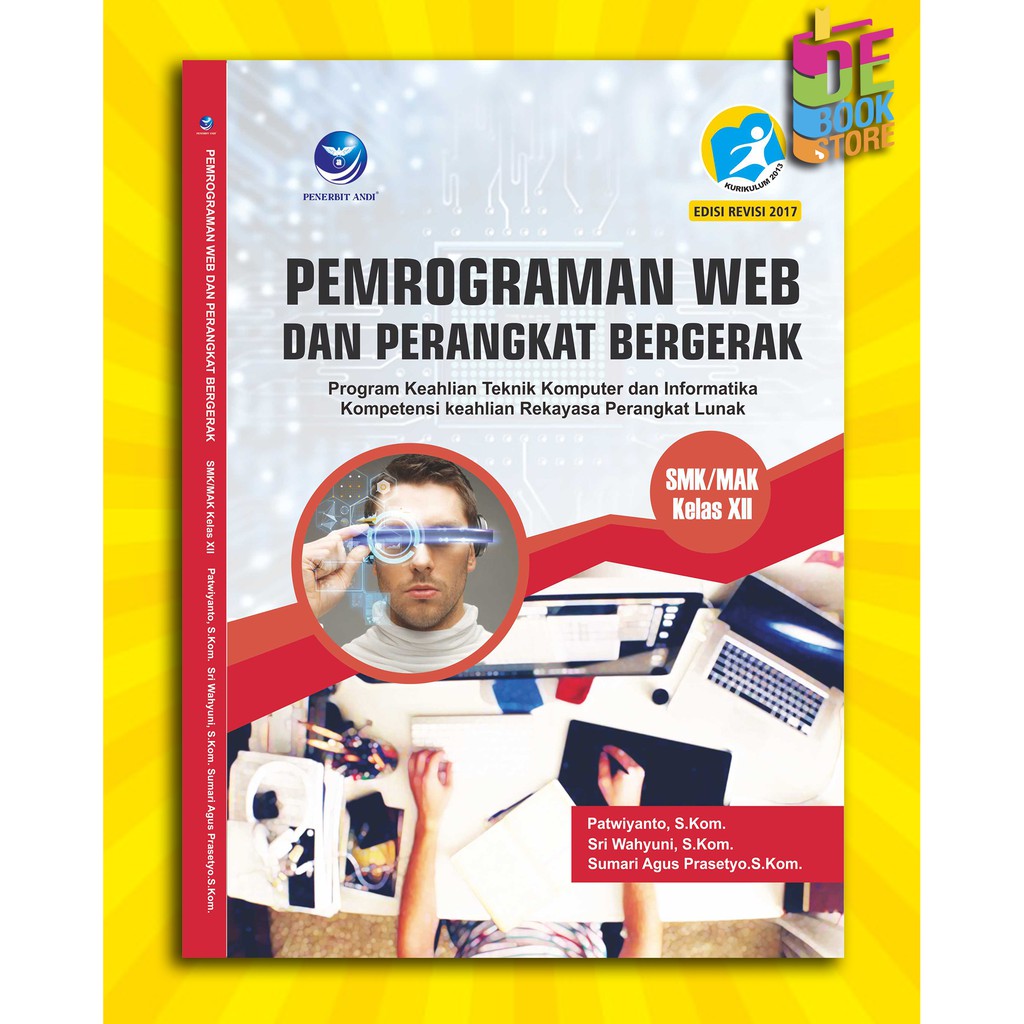 DE
BOOK
STORE
PENERBIT ANDI
KURIKULUM 2013
EDISI REVISI 2017
PEMROGRAMAN WEB
DAN PERANGKAT BERGERAK
Program Keahlian Teknik Komputer dan Informatika
Kompetensi keahlian Rekayasa Perangkat Lunak
SMK/MAK
Kelas XII
Patwiyanto, S.Kom.
Sri Wahyuni, S.Kom.
Sumari Agus Prasetyo.S.Kom.
PEMROGRAMAN WEB DAN PERANGKAT BERGERAK SMK/MAK Kelas XII Patwiyanto, S.Kom. Sri Wahyuni, S.Kom. Sumari Agus Prasetyo.S.Kom.